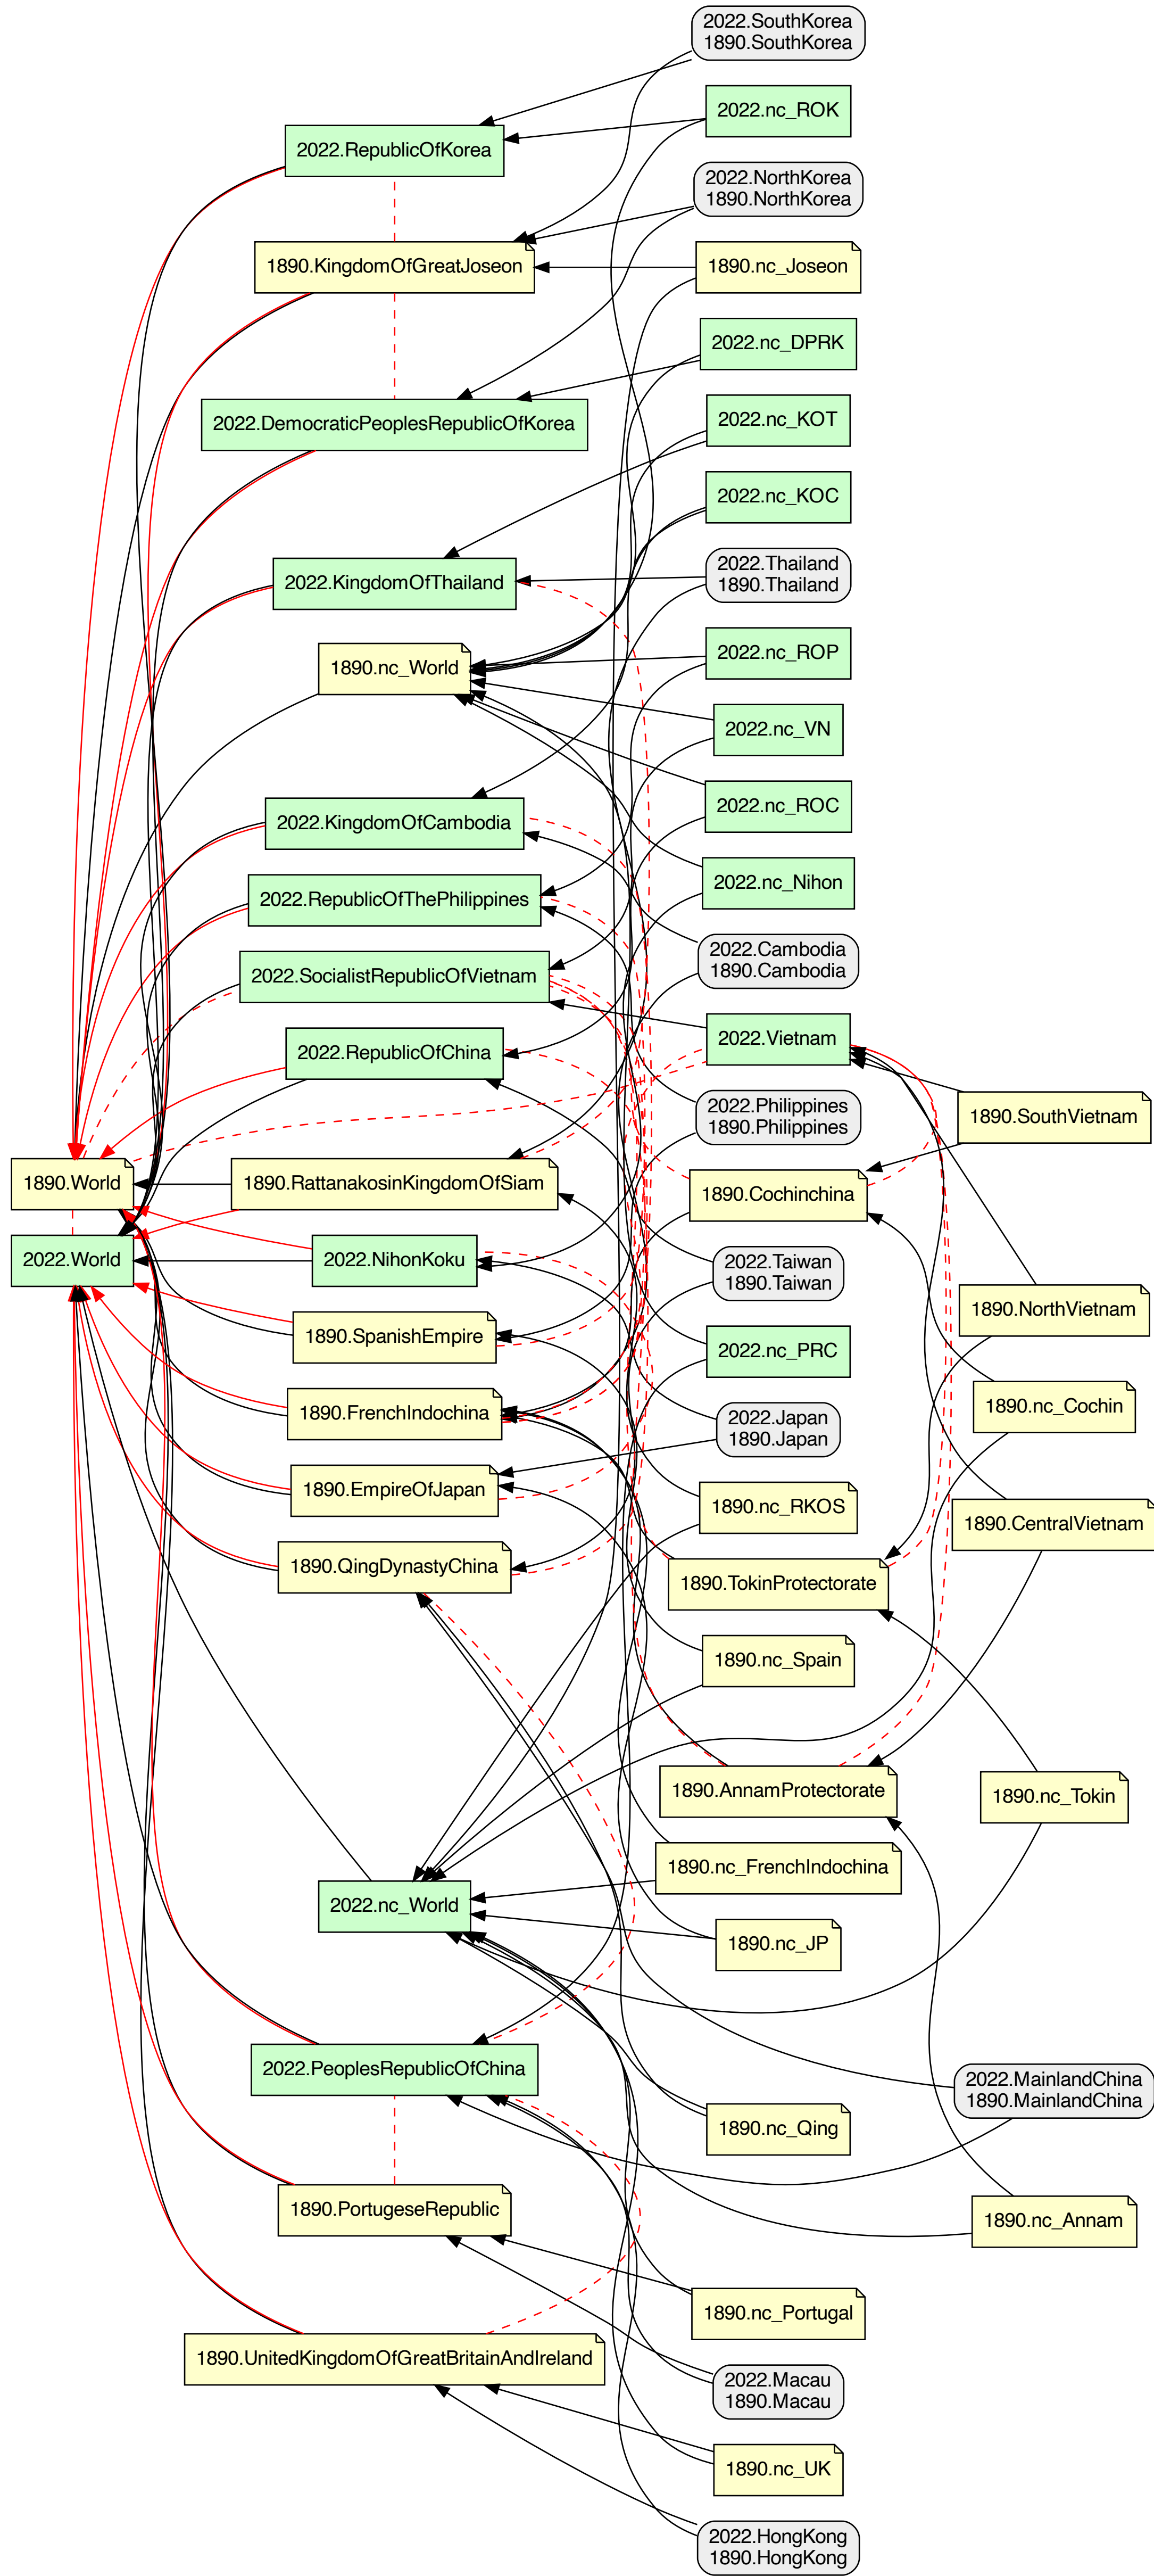 2022.SouthKorea
1890.SouthKorea
2022.nc_ROK
2022.RepublicOfKorea
2022.NorthKorea
1890.NorthKorea
1890.KingdomOfGreatJoseon
1890.nc_Joseon
2022.nc_DPRK
2022.DemocraticPeoplesRepublicOfKorea
2022.nc_KOT
2022.nc_KOC
2022.KingdomOfThailand
2022.Thailand
1890.Thailand
1890.nc_World
2022.nc_ROP
2022.nc_VN
2022.KingdomOfCambodia
2022.nc_ROC
2022.RepublicOfThePhilippines
2022.nc_Nihon
2022.SocialistRepublicOfVietnam
2022.Cambodia
1890.Cambodia
2022.RepublicOfChina
2022.Vietnam
2022.Philippines
1890.Philippines
1890.SouthVietnam
1890.World
1890.RattanakosinKingdomOfSiam
1890.Cochinchina
2022.World
2022.NihonKoku
2022.Taiwan
1890.Taiwan
1890.NorthVietnam
1890.SpanishEmpire
2022.nc_PRC
1890.FrenchIndochina
2022.Japan
1890.Japan
1890.nc_Cochin
1890.EmpireOfJapan
1890.nc_RKOS
1890.CentralVietnam
1890.QingDynastyChina
1890.TokinProtectorate
1890.nc_Spain
1890.AnnamProtectorate
1890.nc_Tokin
1890.nc_FrenchIndochina
2022.nc_World
1890.nc_JP
2022.PeoplesRepublicOfChina
2022.MainlandChina
1890.MainlandChina
1890.nc_Qing
1890.PortugeseRepublic
1890.nc_Annam
1890.nc_Portugal
1890.UnitedKingdomOfGreatBritainAndIreland
2022.Macau
1890.Macau
1890.nc_UK
2022.HongKong
1890.HongKong